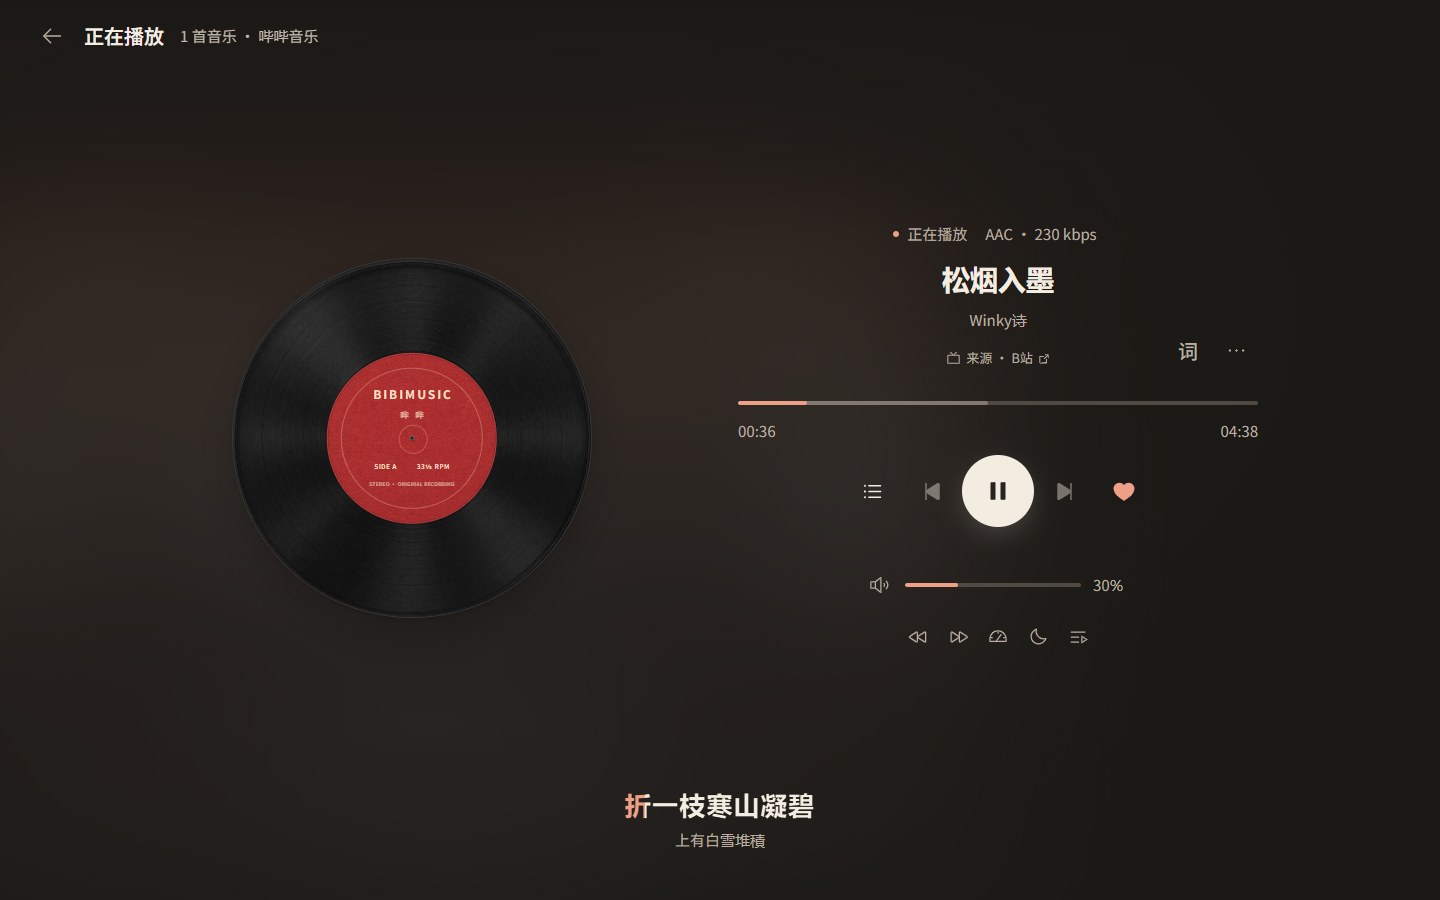 正在播放 1 首音乐 · 哔哔音乐
BIBIMUSIC
哔 哔
SIDE A 33⅓ RPM
STEREO · ORIGINAL RECORDING
正在播放 AAC · 230 kbps
松烟入墨
Winky诗
来源 · B站
词 ···
00:36 04:38
30%
折一枝寒山凝碧
上有白雪堆積